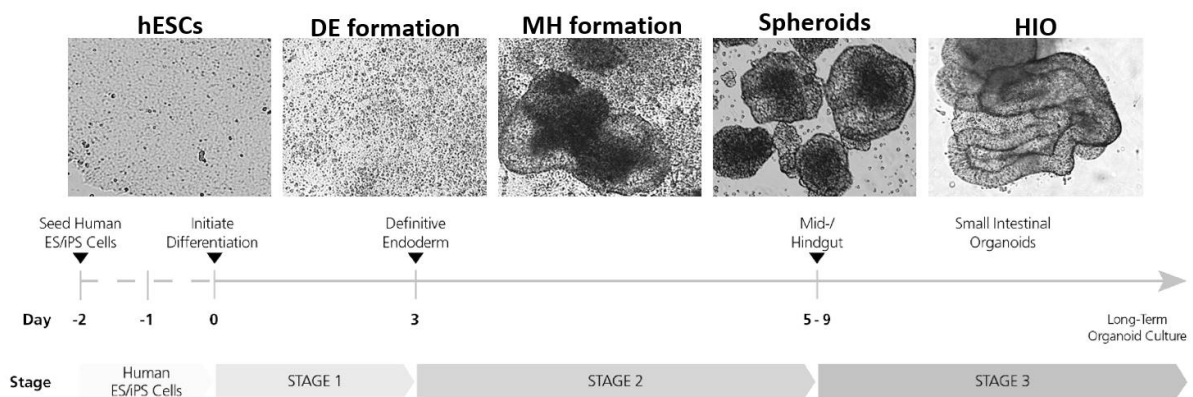 hESCs
DE formation
MH formation
Spheroids
HIO
Seed Human
ES/iPS Cells
Initiate
Differentiation
Definitive
Endoderm
Mid-/
Hindgut
Small Intestinal
Organoids
Day
-2
-1
0
3
5 - 9
Long-Term
Organoid Culture
Stage
Human
ES/iPS Cells
STAGE 1
STAGE 2
STAGE 3